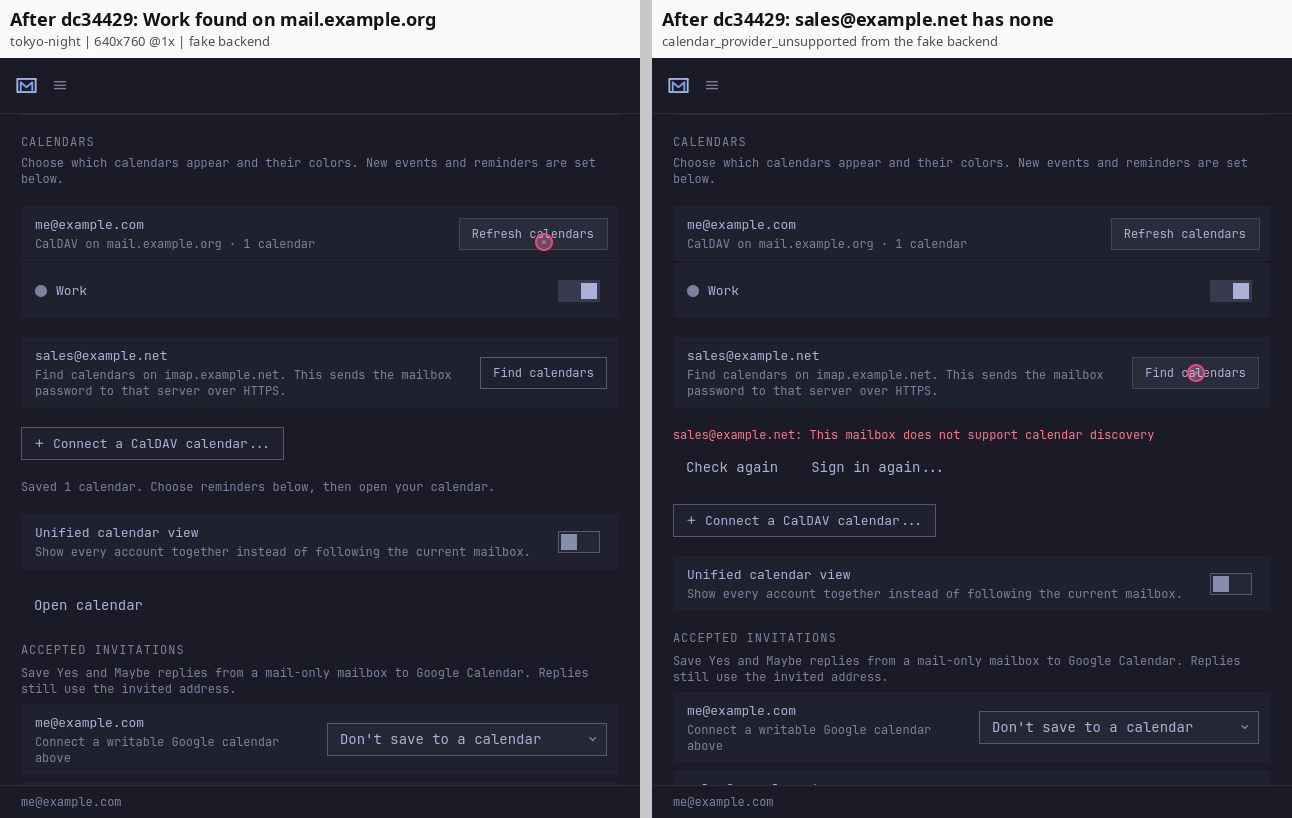 After dc34429: Work found on mail.example.org
tokyo-night | 640x760 @1x | fake backend
CALENDARS
Choose which calendars appear and their colors. New events and reminders are set
below.
me@example.com
CalDAV on mail.example.org · 1 calendar
Refresh calendars
Work
sales@example.net
Find calendars on imap.example.net. This sends the mailbox
password to that server over HTTPS.
Find calendars
+ Connect a CalDAV calendar...
Saved 1 calendar. Choose reminders below, then open your calendar.
Unified calendar view
Show every account together instead of following the current mailbox.
Open calendar
ACCEPTED INVITATIONS
Save Yes and Maybe replies from a mail-only mailbox to Google Calendar. Replies
still use the invited address.
me@example.com
Connect a writable Google calendar
above
Don't save to a calendar
me@example.com
After dc34429: sales@example.net has none
calendar_provider_unsupported from the fake backend
CALENDARS
Choose which calendars appear and their colors. New events and reminders are set
below.
me@example.com
CalDAV on mail.example.org · 1 calendar
Refresh calendars
Work
sales@example.net
Find calendars on imap.example.net. This sends the mailbox
password to that server over HTTPS.
Find calendars
sales@example.net: This mailbox does not support calendar discovery
Check again
Sign in again...
+ Connect a CalDAV calendar...
Unified calendar view
Show every account together instead of following the current mailbox.
ACCEPTED INVITATIONS
Save Yes and Maybe replies from a mail-only mailbox to Google Calendar. Replies
still use the invited address.
me@example.com
Connect a writable Google calendar
above
Don't save to a calendar
me@example.com